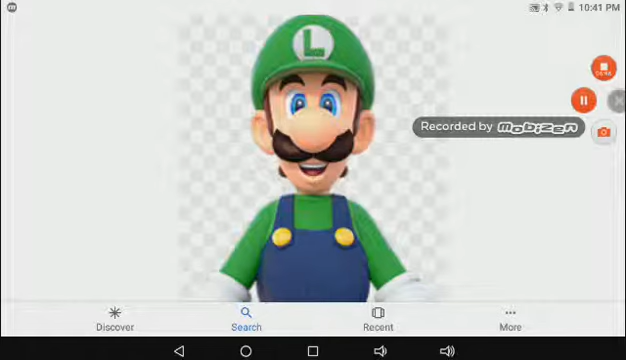 10:41 PM
L
Recorded by mobizen
Discover
Search
Recent
More